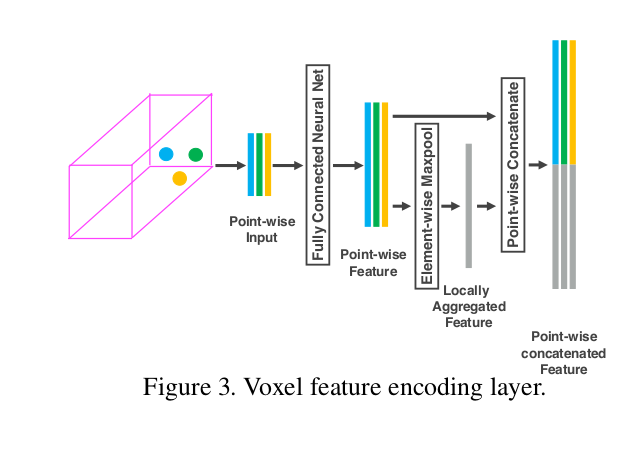 Point-wise
Input
Fully Connected Neural Net
Point-wise
Feature
Element-wise Maxpool
Locally
Aggregated
Feature
Point-wise Concatenate
Point-wise
concatenated
Feature
Figure 3. Voxel feature encoding layer.